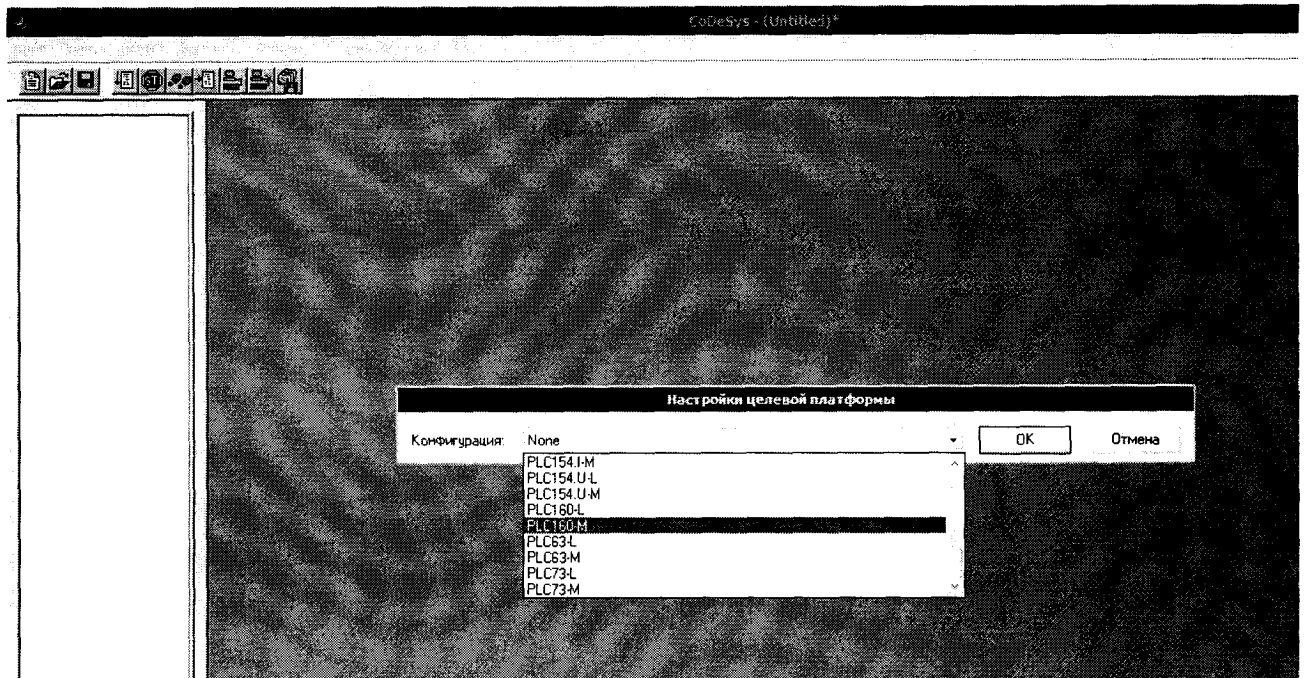 CoDeSys - (Untitled)*
Настройки целевой платформы
Конфигурация: None OK Отмена
PLC154.I-M
PLC154.U-L
PLC154.U-M
PLC160-L
PLC160-M
PLC63-L
PLC63-M
PLC73-L
PLC73-M